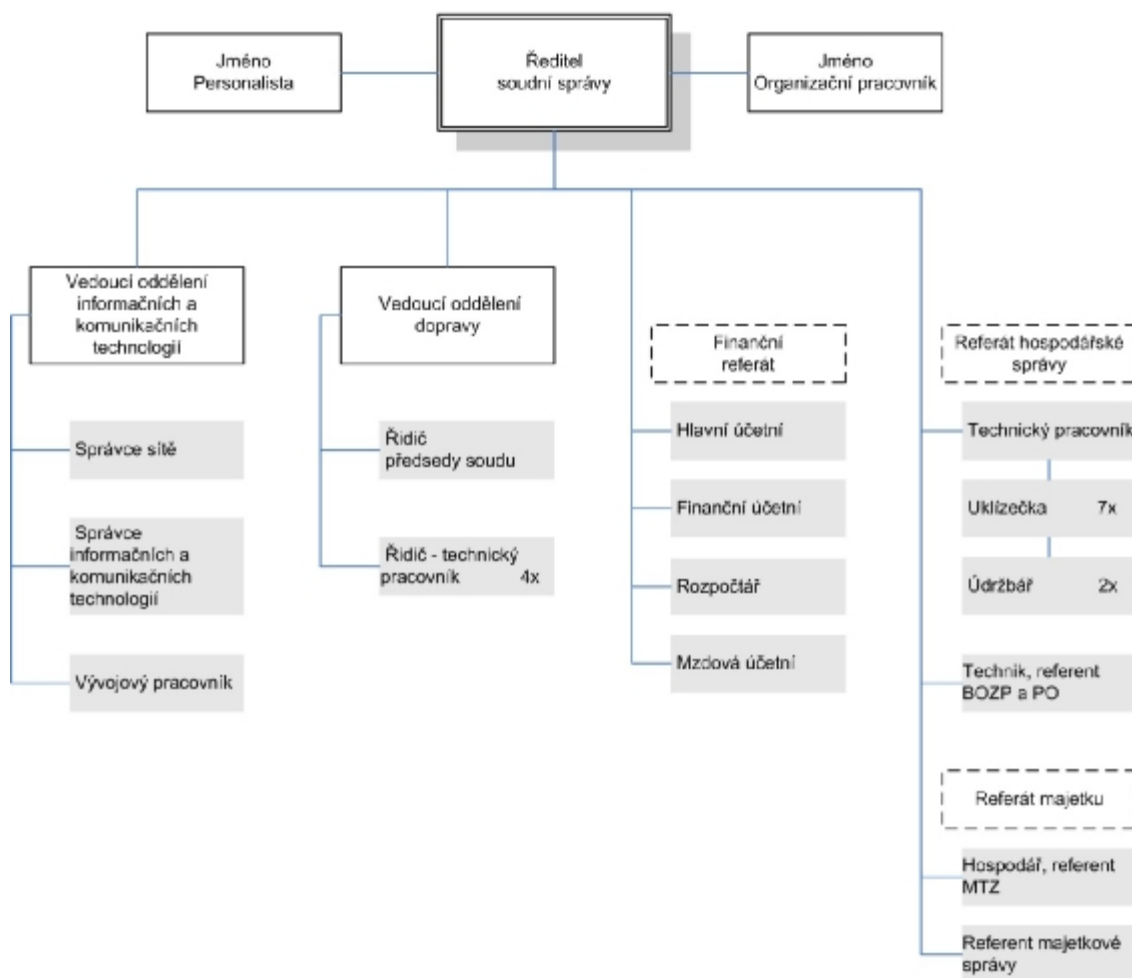 Jméno
Personalista
Ředitel
soudní správy
Jméno
Organizační pracovník
Vedoucí oddělení
informačních a
komunikačních
technologií
Správce sítě
Správce
informačních a
komunikačních
technologií
Vývojový pracovník
Vedoucí oddělení
dopravy
Řidič
předsedy soudu
Řidič - technický
pracovník 4x
Finanční
referát
Hlavní účetní
Finanční účetní
Rozpočtář
Mzdová účetní
Referát hospodářské
správy
Technický pracovník
Uklízečka 7x
Údržbář 2x
Technik, referent
BOZP a PO
Referát majetku
Hospodář, referent
MTZ
Referent majetkové
správy